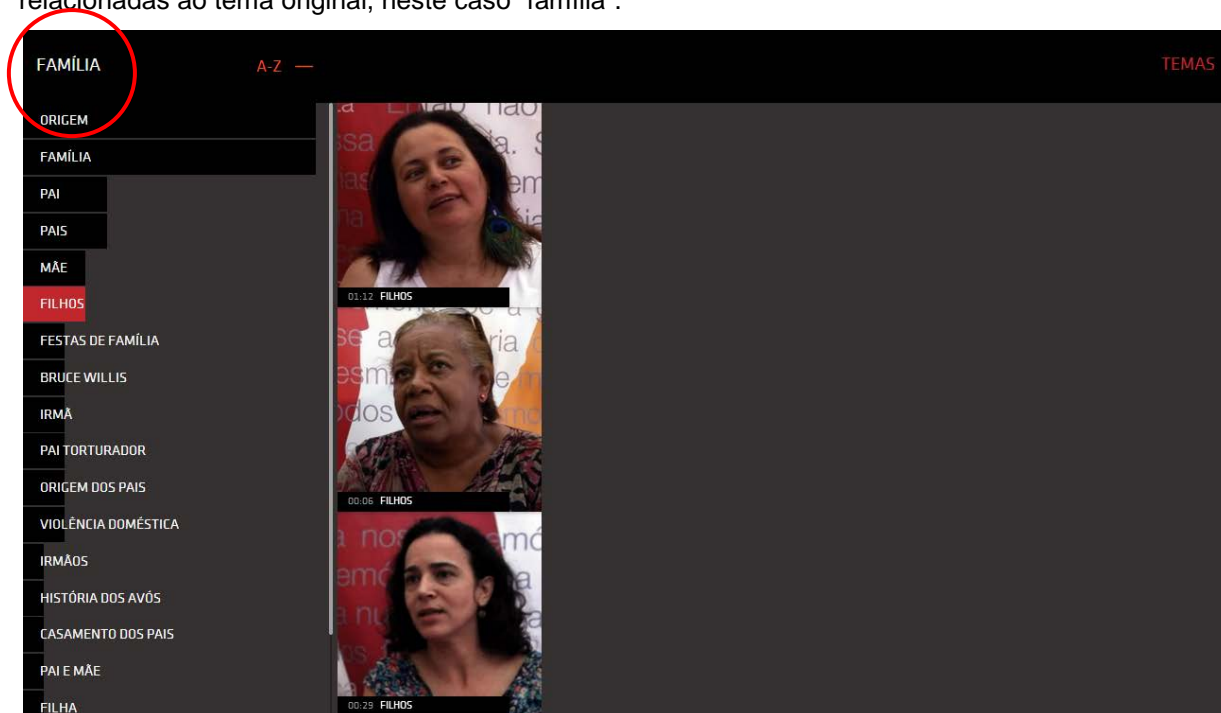 relacionadas ao tema original, neste caso "família".
FAMÍLIA
A-Z —
TEMAS
ORIGEM
FAMÍLIA
PAI
PAIS
MÃE
FILHOS
FESTAS DE FAMÍLIA
BRUCE WILLIS
IRMÃ
PAI TORTURADOR
ORIGEM DOS PAIS
VIOLÊNCIA DOMÉSTICA
IRMÃOS
HISTÓRIA DOS AVÓS
CASAMENTO DOS PAIS
PAI E MÃE
FILHA
01:12 FILHOS
00:06 FILHOS
00:29 FILHOS